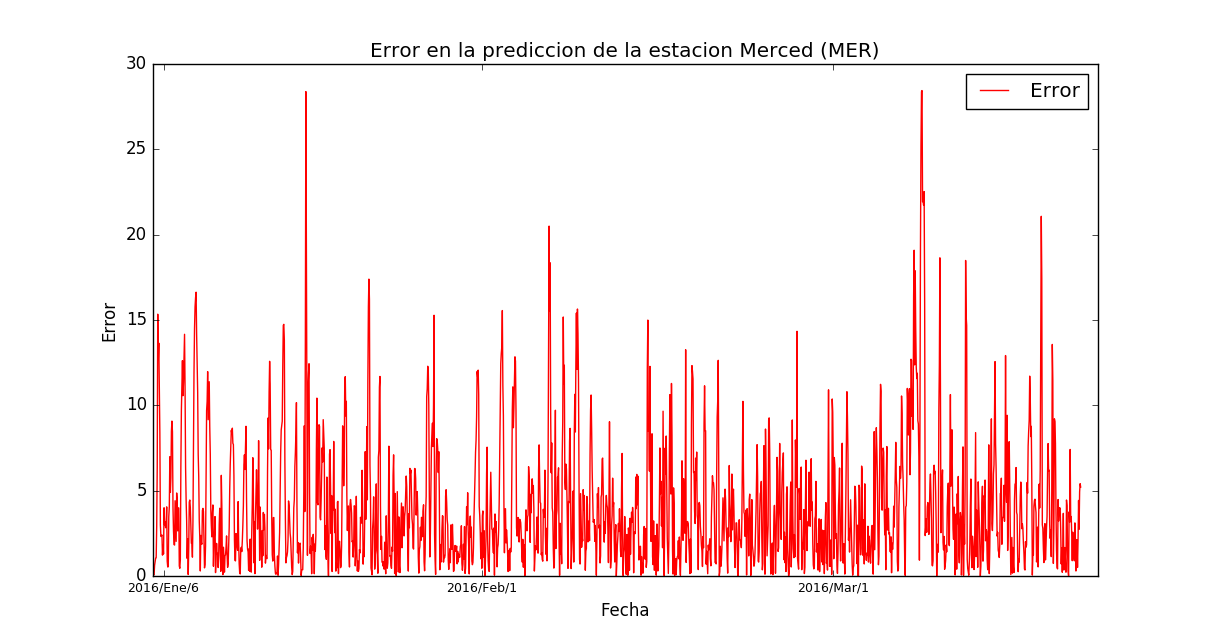 Error en la prediccion de la estacion Merced (MER)
30
25
20
15
10
5
0
Error
Error
2016/Ene/6
2016/Feb/1
2016/Mar/1
Fecha